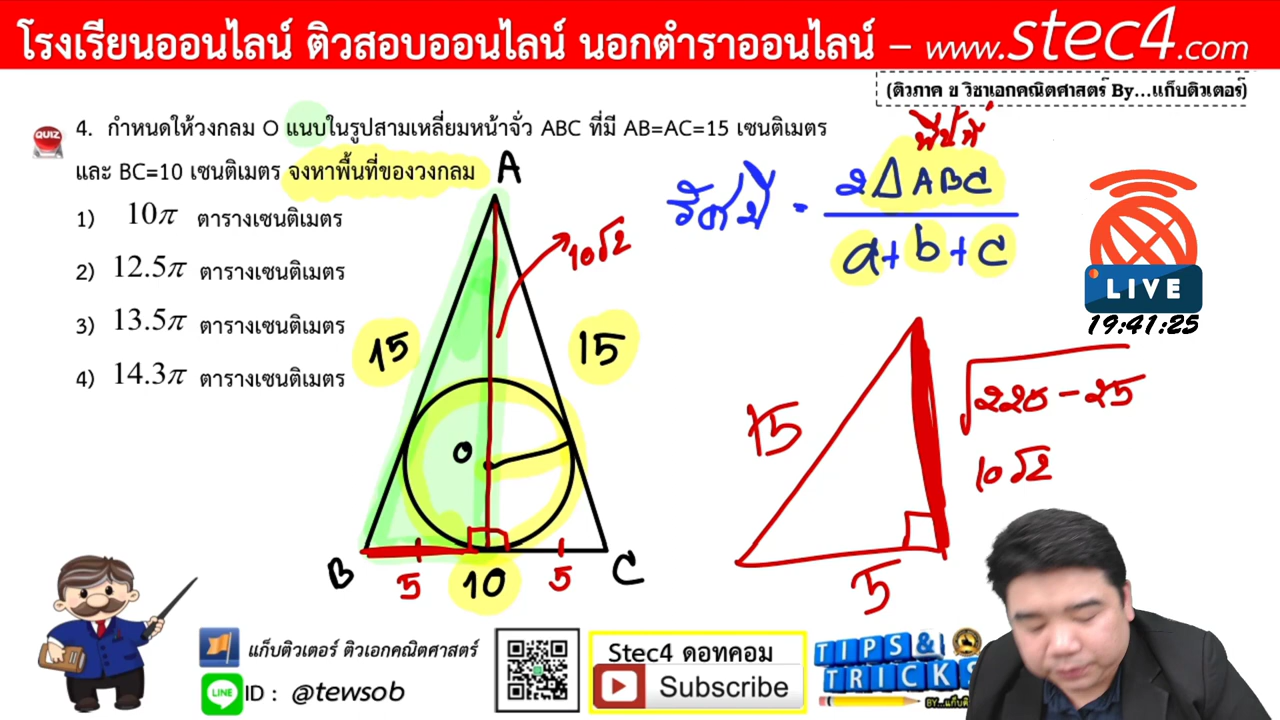 โรงเรียนออนไลน์ ติวสอบออนไลน์ นอกตำราออนไลน์ – www.stec4.com
(ติวภาค ข วิชาเอกคณิตศาสตร์ By...แก๊บติวเตอร์)
QUIZ
4. กำหนดให้วงกลม O แนบในรูปสามเหลี่ยมหน้าจั่ว ABC ที่มี AB=AC=15 เซนติเมตร
และ BC=10 เซนติเมตร จงหาพื้นที่ของวงกลม
1) 10π ตารางเซนติเมตร
2) 12.5π ตารางเซนติเมตร
3) 13.5π ตารางเซนติเมตร
4) 14.3π ตารางเซนติเมตร
A
10√2
15
15
O
B
5
10
5
C
พื้นที่
รัศมี = 2△ABC
a+b+c
LIVE
19:41:25
15
√225-25
10√2
5
แก๊บติวเตอร์ ติวเอกคณิตศาสตร์
LINE ID : @tewsob
Stec4 ดอทคอม
Subscribe
TIPS &
TRICKS